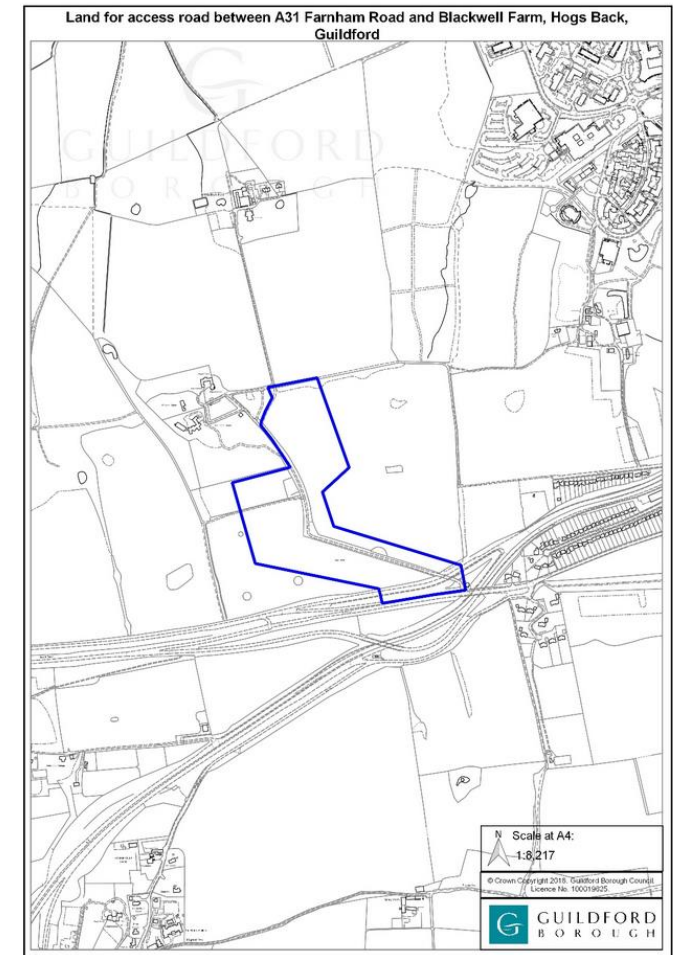 Land for access road between A31 Farnham Road and Blackwell Farm, Hogs Back,
Guildford
GUILDFORD
BOROUGH
N
Scale at A4:
1:8,217
© Crown Copyright 2018. Guildford Borough Council.
Licence No. 100019625.
G
GUILDFORD
BOROUGH